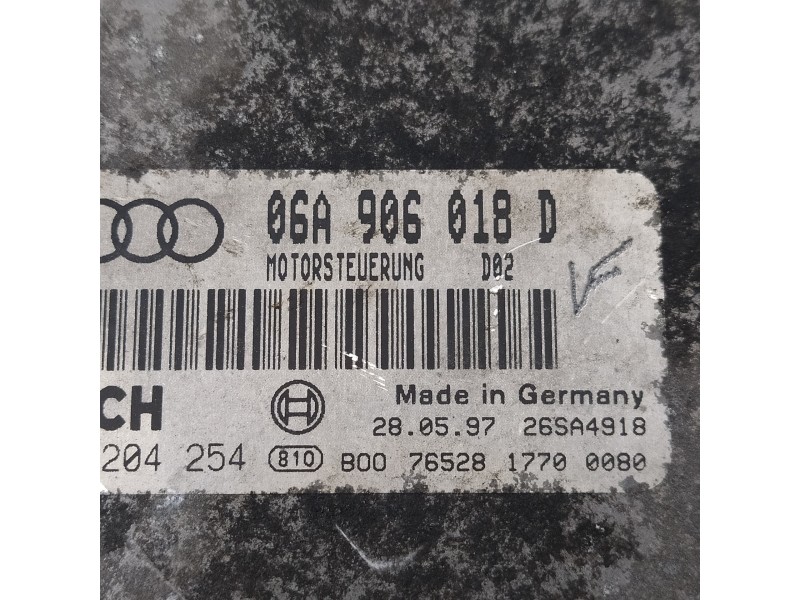 06A 906 018 D
MOTORSTEUERUNG D02
CH
Made in Germany
28.05.97 26SA4918
204 254 810 B00 76528 1770 0080